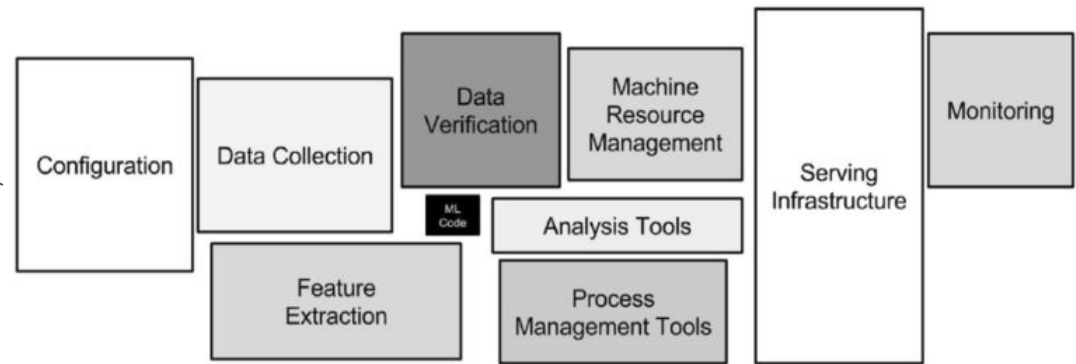 Configuration
Data Collection
Data
Verification
Machine
Resource
Management
Monitoring
Serving
Infrastructure
ML
Code
Analysis Tools
Feature
Extraction
Process
Management Tools